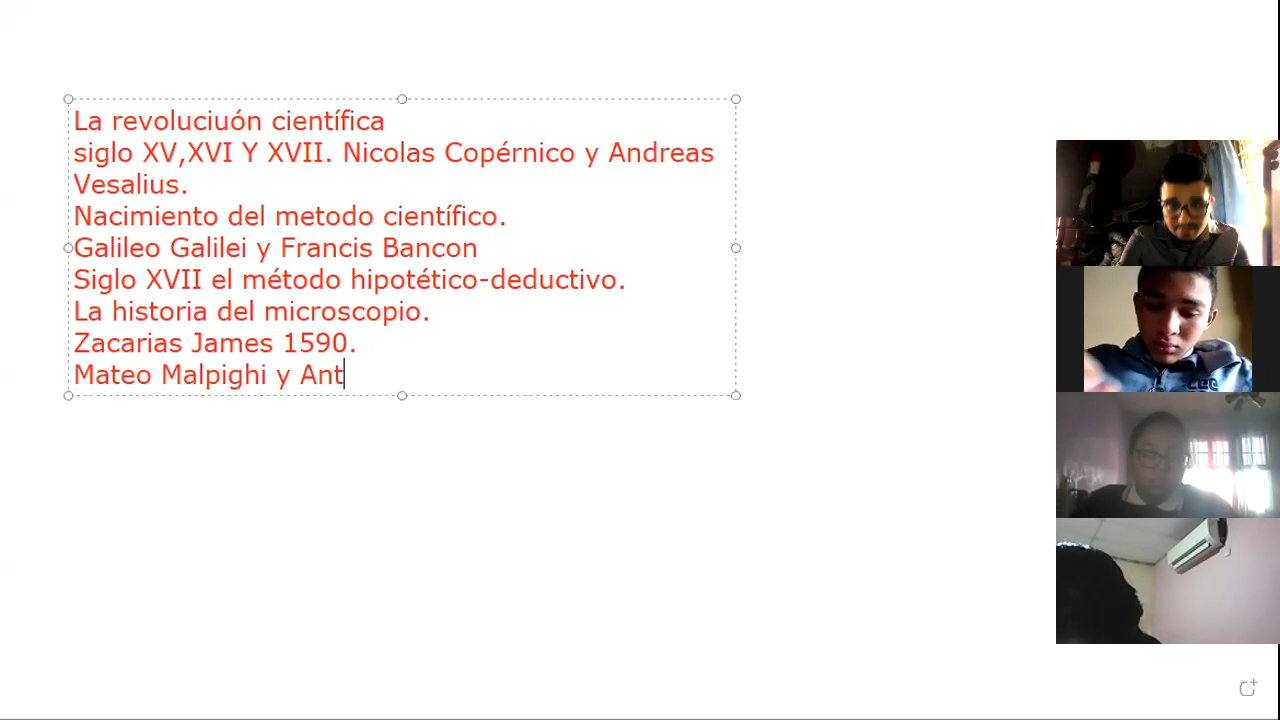 La revoluciuón científica
siglo XV,XVI Y XVII. Nicolas Copérnico y Andreas
Vesalius.
Nacimiento del metodo científico.
Galileo Galilei y Francis Bancon
Siglo XVII el método hipotético-deductivo.
La historia del microscopio.
Zacarias James 1590.
Mateo Malpighi y Ant